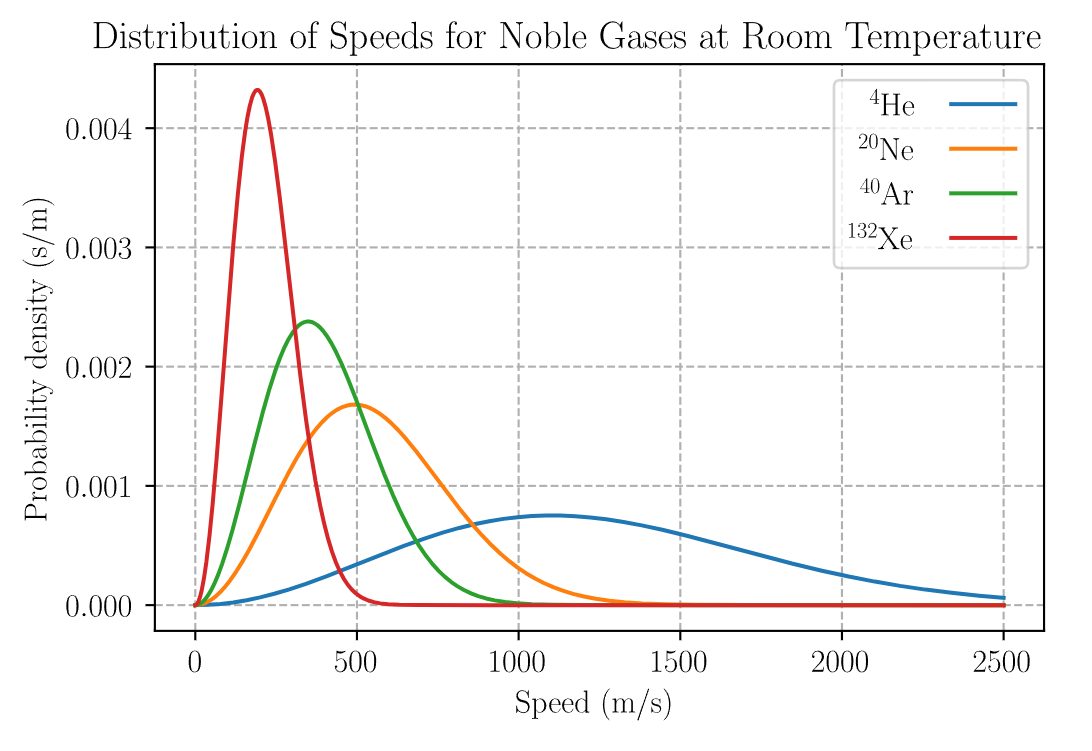 Distribution of Speeds for Noble Gases at Room Temperature
⁴He
²⁰Ne
⁴⁰Ar
¹³²Xe
Probability density (s/m)
0.004
0.003
0.002
0.001
0.000
0 500 1000 1500 2000 2500
Speed (m/s)